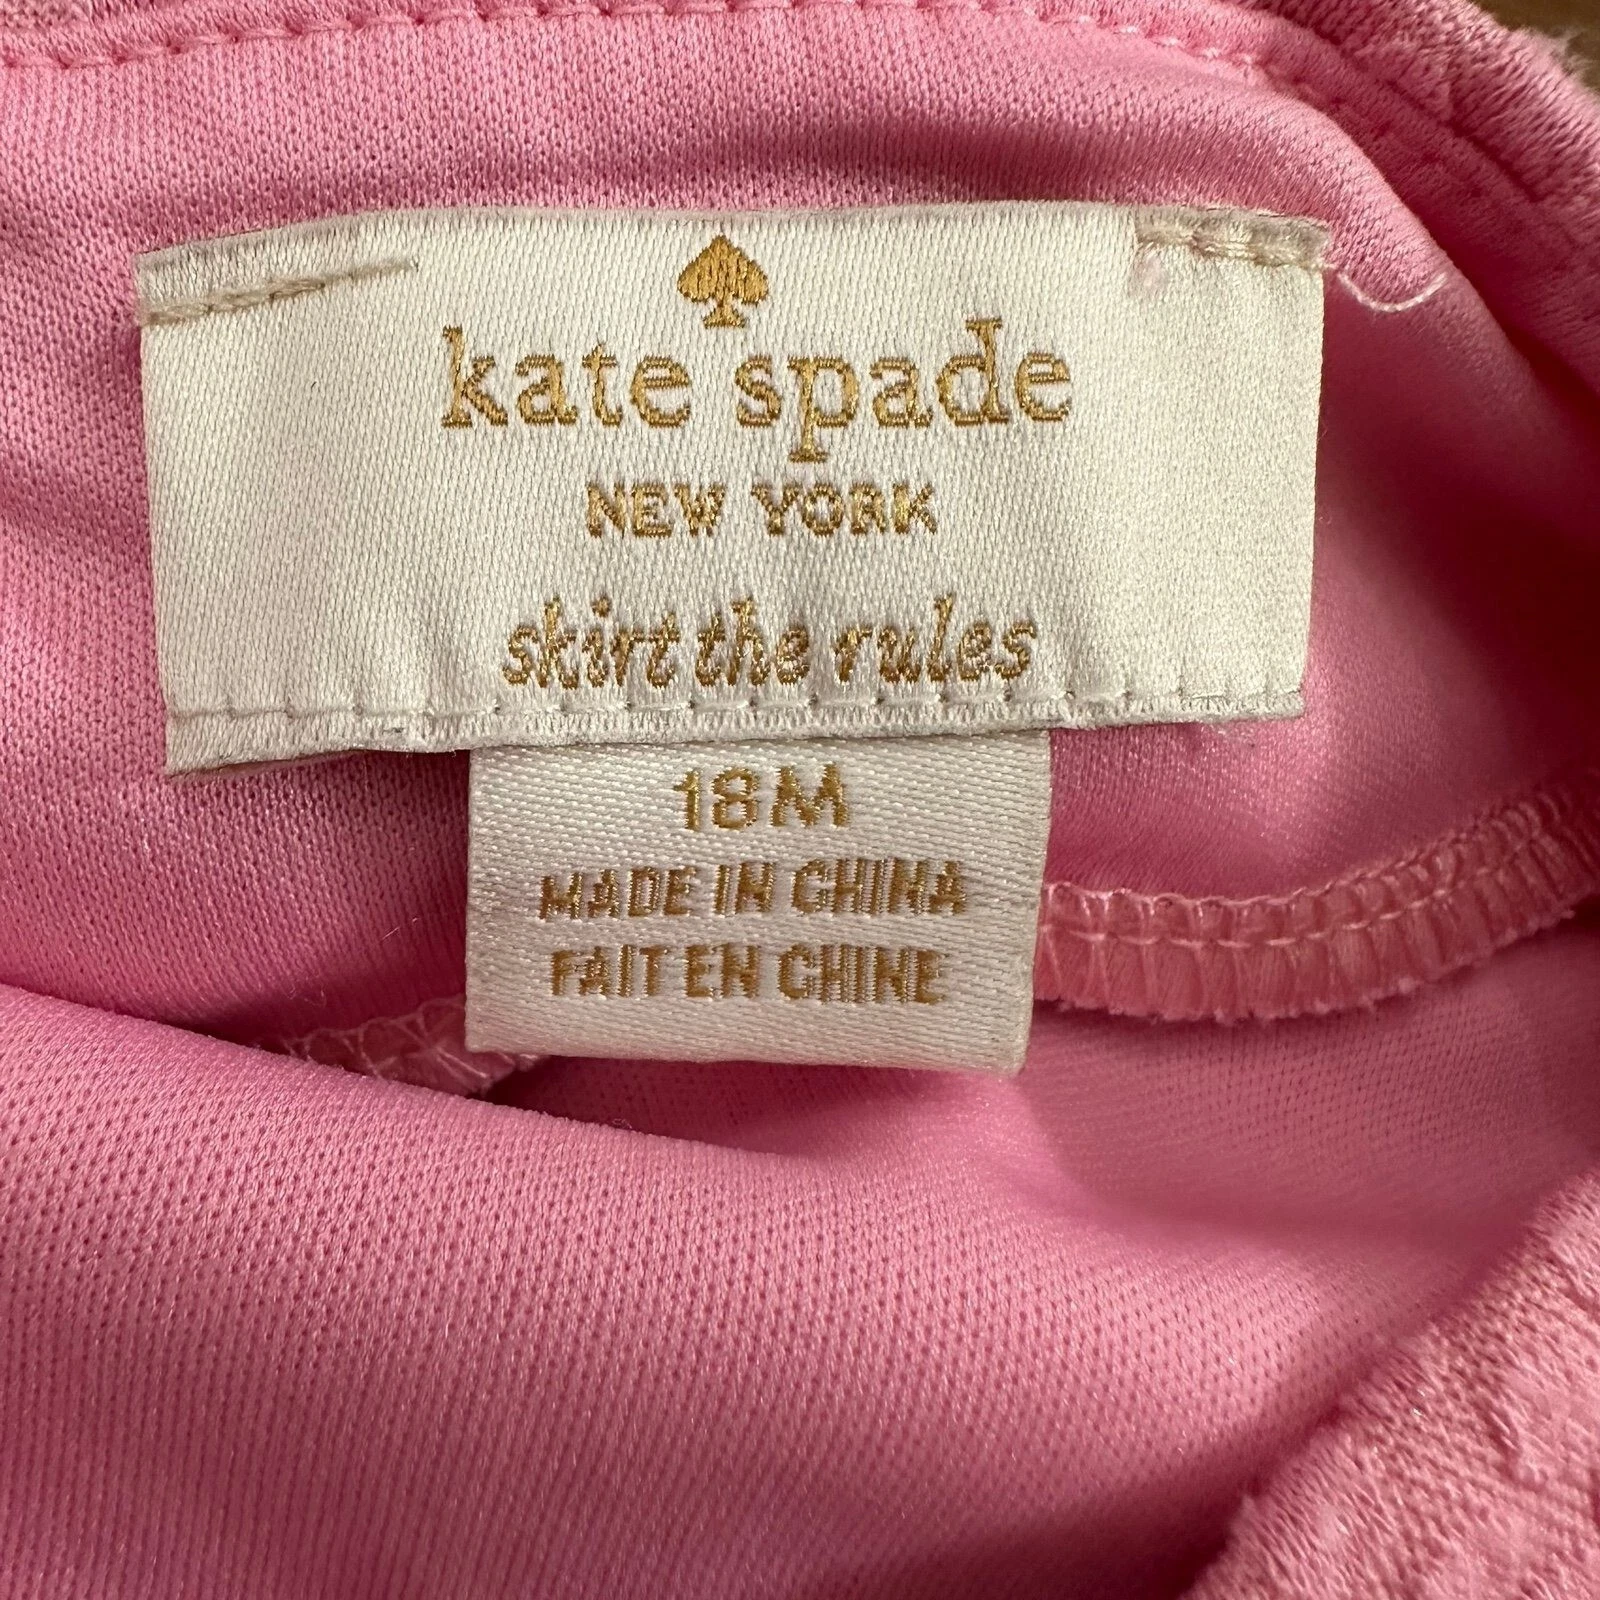 kate spade
NEW YORK
skirt the rules
18M
MADE IN CHINA
FAIT EN CHINE